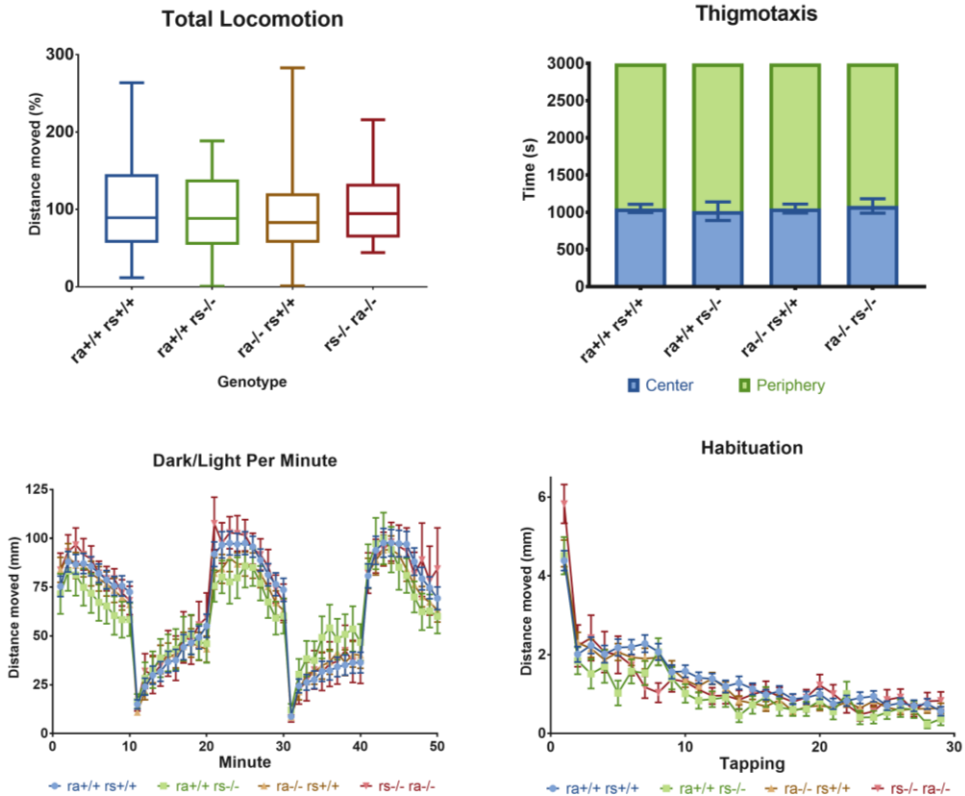 Total Locomotion
Distance moved (%)
300
200
100
0
ra+/+ rs+/+
ra+/+ rs-/-
ra-/- rs+/+
rs-/- ra-/-
Genotype
Thigmotaxis
Time (s)
3000
2500
2000
1500
1000
500
0
ra+/+ rs+/+
ra+/+ rs-/-
ra-/- rs+/+
ra-/- rs-/-
Center Periphery
Dark/Light Per Minute
Distance moved (mm)
125
100
75
50
25
0
0 10 20 30 40 50
Minute
ra+/+ rs+/+ ra+/+ rs-/- ra-/- rs+/+ rs-/- ra-/-
Habituation
Distance moved (mm)
6
4
2
0
0 10 20 30
Tapping
ra+/+ rs+/+ ra+/+ rs-/- ra-/- rs+/+ rs-/- ra-/-